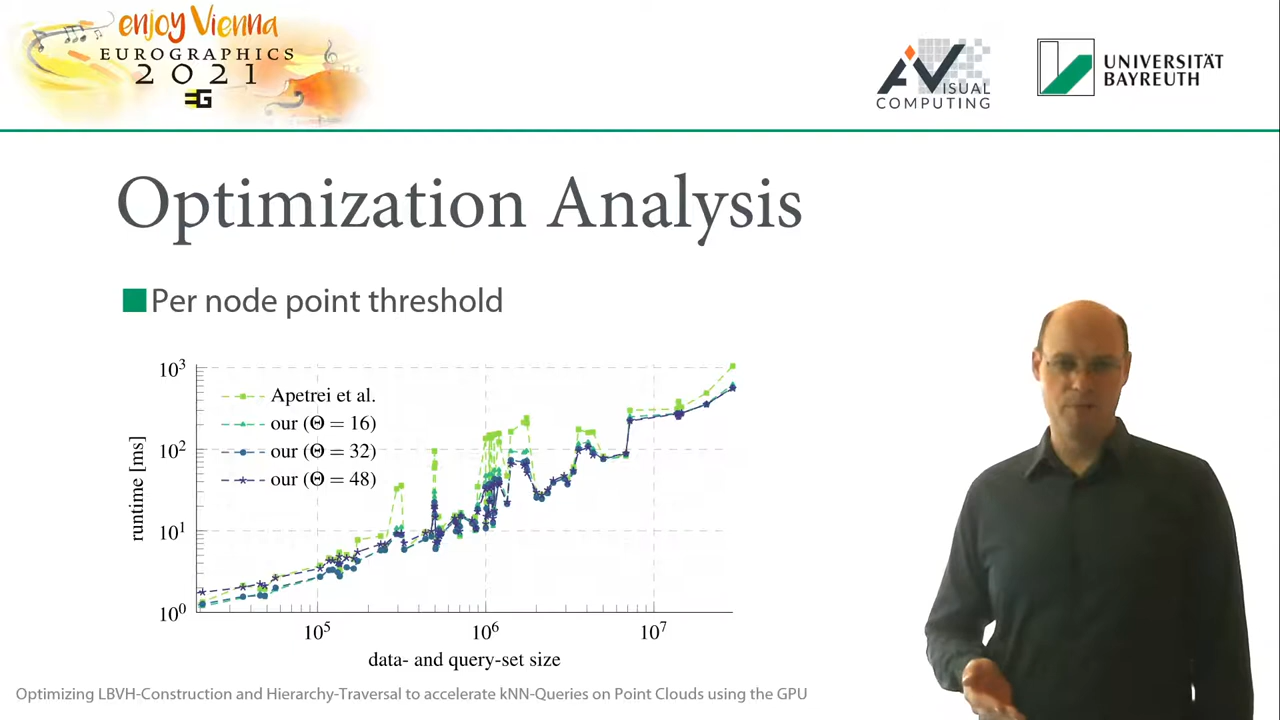 enjoy Vienna
EUROGRAPHICS
2021
EG
VISUAL
COMPUTING
UNIVERSITÄT
BAYREUTH
Optimization Analysis
Per node point threshold
Apetrei et al.
our (Θ = 16)
our (Θ = 32)
our (Θ = 48)
runtime [ms]
10³
10²
10¹
10⁰
10⁵ 10⁶ 10⁷
data- and query-set size
Optimizing LBVH-Construction and Hierarchy-Traversal to accelerate kNN-Queries on Point Clouds using the GPU